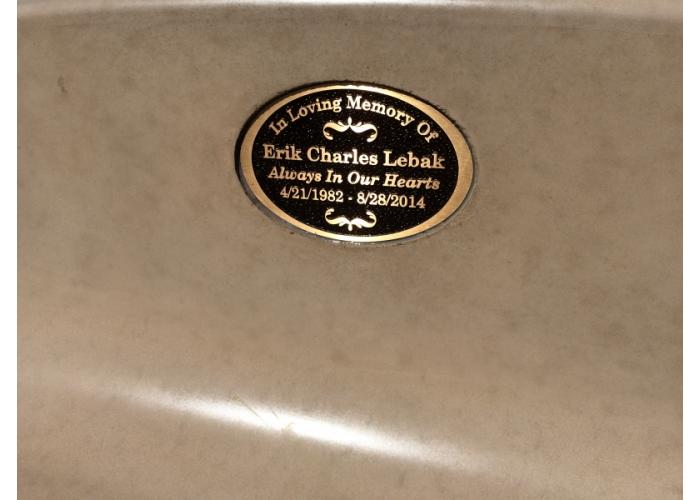 In Loving Memory Of
Erik Charles Lebak
Always In Our Hearts
4/21/1982 - 8/28/2014